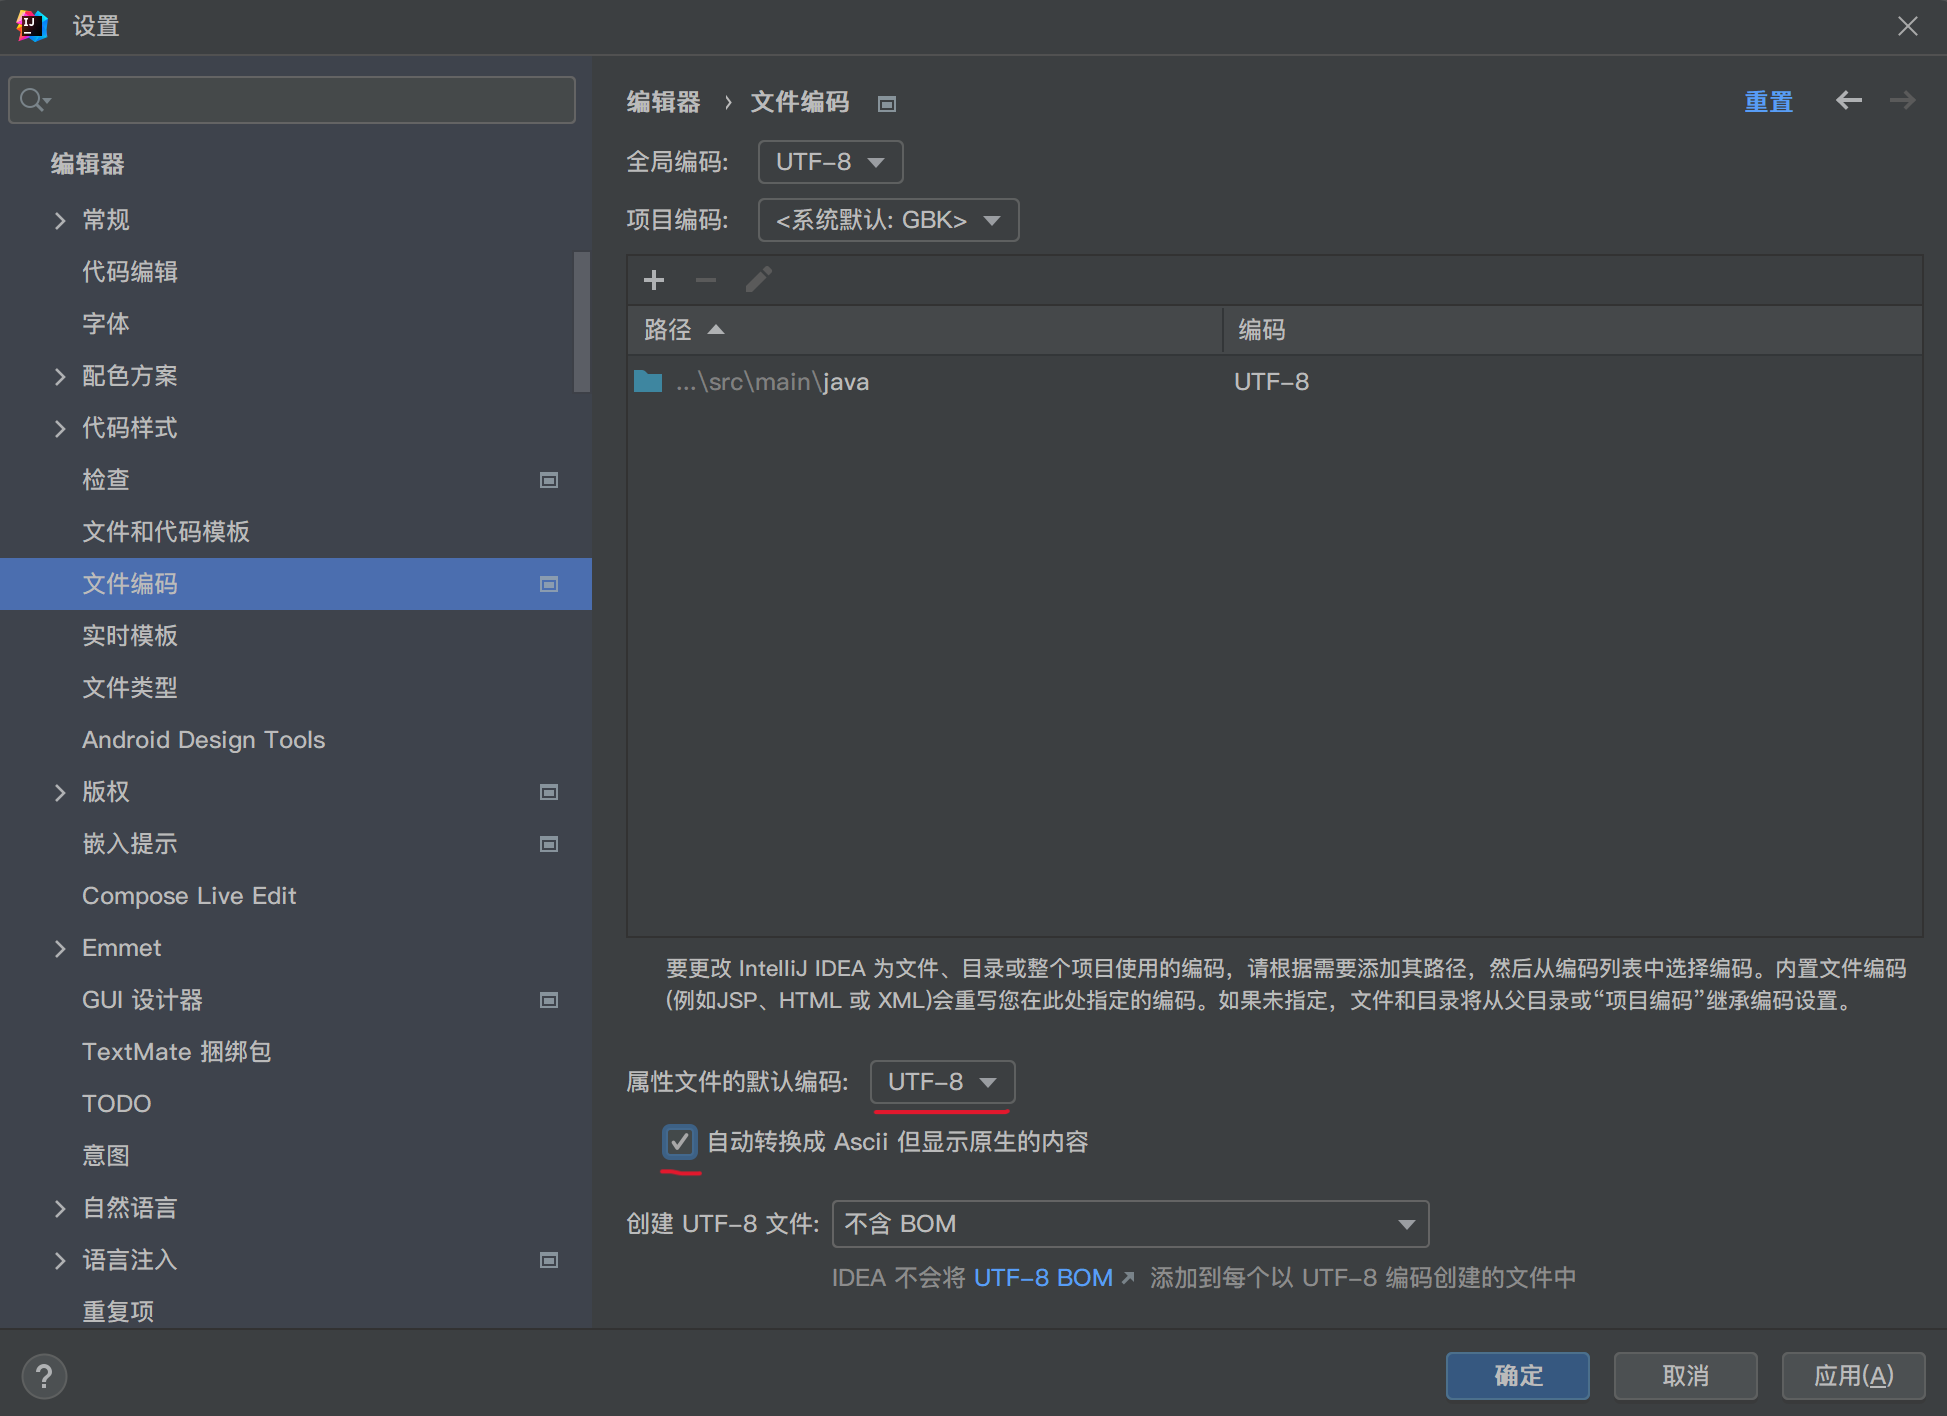 设置
编辑器 › 文件编码
重置
编辑器
常规
代码编辑
字体
配色方案
代码样式
检查
文件和代码模板
文件编码
实时模板
文件类型
Android Design Tools
版权
嵌入提示
Compose Live Edit
Emmet
GUI 设计器
TextMate 捆绑包
TODO
意图
自然语言
语言注入
重复项
全局编码: UTF-8
项目编码: <系统默认: GBK>
路径 编码
...\src\main\java UTF-8
要更改 IntelliJ IDEA 为文件、目录或整个项目使用的编码，请根据需要添加其路径，然后从编码列表中选择编码。内置文件编码
(例如JSP、HTML 或 XML)会重写您在此处指定的编码。如果未指定，文件和目录将从父目录或“项目编码”继承编码设置。
属性文件的默认编码: UTF-8
自动转换成 Ascii 但显示原生的内容
创建 UTF-8 文件: 不含 BOM
IDEA 不会将 UTF-8 BOM ↗ 添加到每个以 UTF-8 编码创建的文件中
?
确定 取消 应用(A)